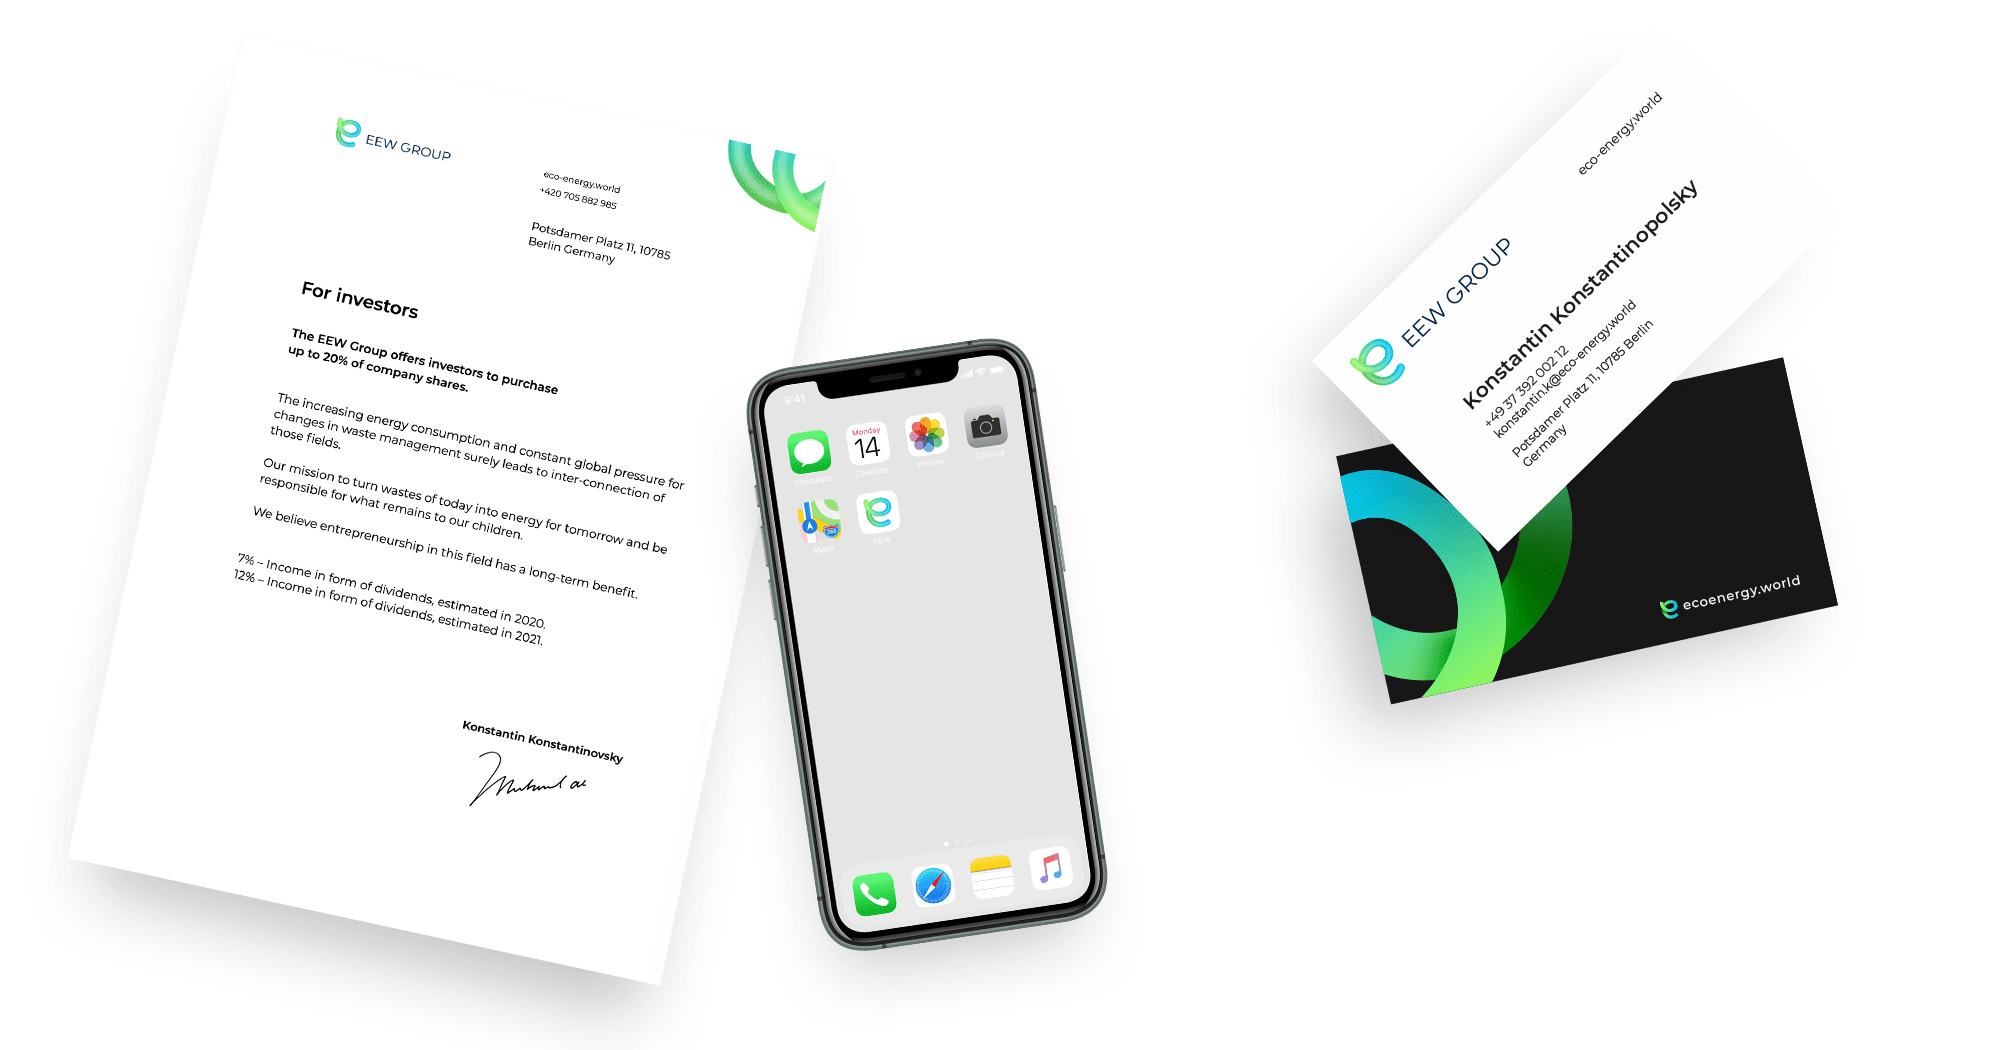 EEW GROUP
eco-energy.world
+420 705 882 985
Potsdamer Platz 11, 10785
Berlin Germany
For investors
The EEW Group offers investors to purchase
up to 20% of company shares.
The increasing energy consumption and constant global pressure for
changes in waste management surely leads to inter-connection of
those fields.
Our mission to turn wastes of today into energy for tomorrow and be
responsible for what remains to our children.
We believe entrepreneurship in this field has a long-term benefit.
7% – Income in form of dividends, estimated in 2020.
12% – Income in form of dividends, estimated in 2021.
Konstantin Konstantinovsky
9:41
Messages
Monday
14
Calendar
Photos
Camera
280
Maps
EEW
eco-energy.world
EEW GROUP
Konstantin Konstantinopolsky
+49 37 392 002 12
konstantin.k@eco-energy.world
Potsdamer Platz 11, 10785 Berlin
Germany
ecoenergy.world